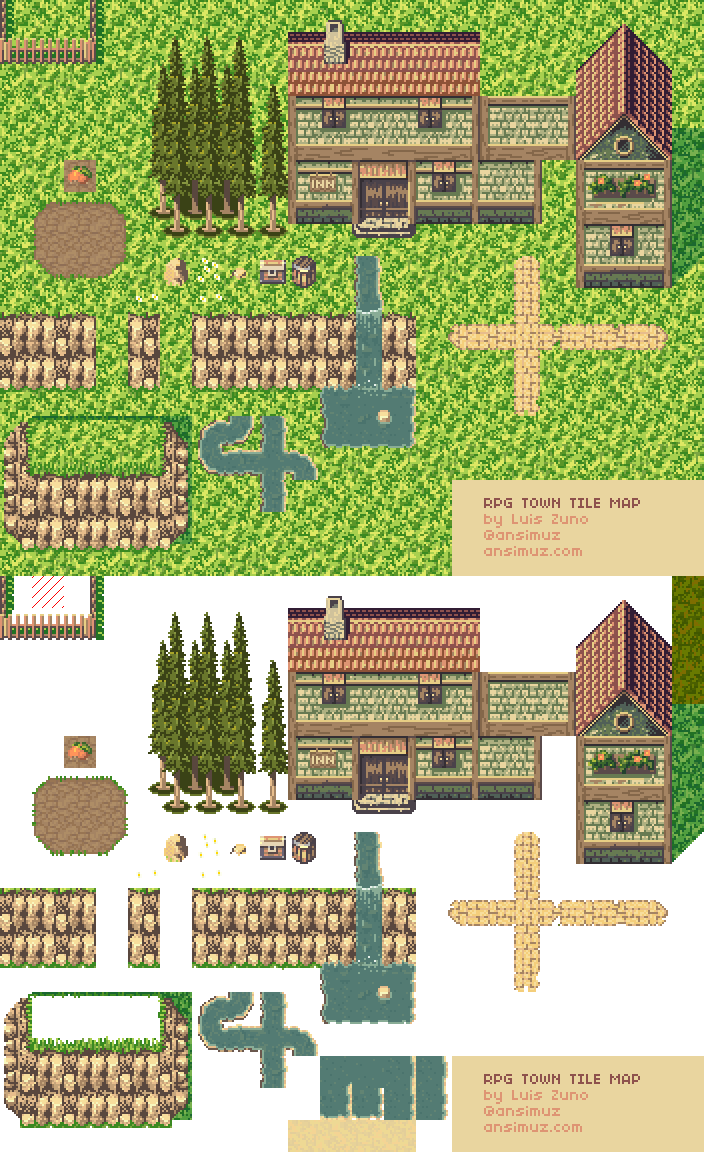 INN
RPG TOWN TILE MAP
by Luis Zuno
@ansimuz
ansimuz.com
INN
RPG TOWN TILE MAP
by Luis Zuno
@ansimuz
ansimuz.com